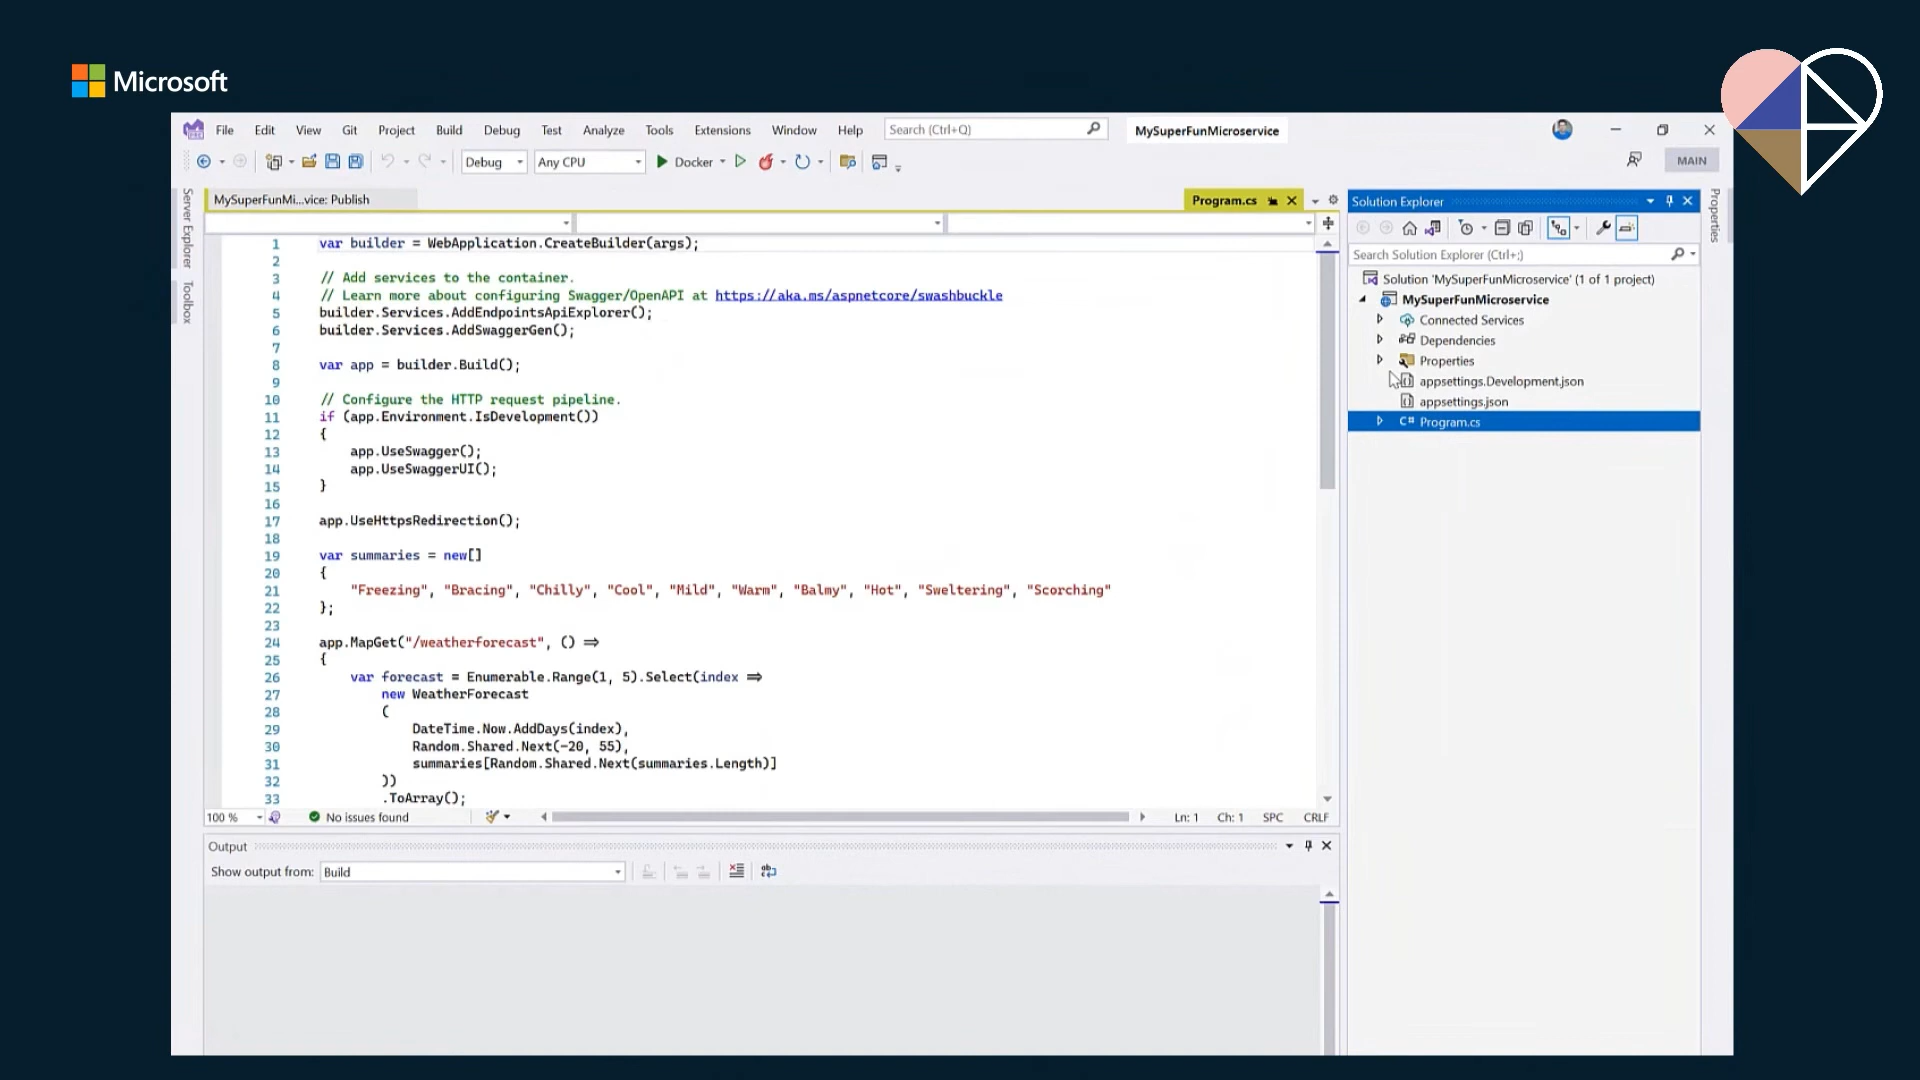 Microsoft
File Edit View Git Project Build Debug Test Analyze Tools Extensions Window Help Search (Ctrl+Q) MySuperFunMicroservice
Debug Any CPU Docker MAIN
Server Explorer
Toolbox
MySuperFunMi...vice: Publish Program.cs
1 var builder = WebApplication.CreateBuilder(args);
2
3 // Add services to the container.
4 // Learn more about configuring Swagger/OpenAPI at https://aka.ms/aspnetcore/swashbuckle
5 builder.Services.AddEndpointsApiExplorer();
6 builder.Services.AddSwaggerGen();
7
8 var app = builder.Build();
9
10 // Configure the HTTP request pipeline.
11 if (app.Environment.IsDevelopment())
12 {
13 app.UseSwagger();
14 app.UseSwaggerUI();
15 }
16
17 app.UseHttpsRedirection();
18
19 var summaries = new[]
20 {
21 "Freezing", "Bracing", "Chilly", "Cool", "Mild", "Warm", "Balmy", "Hot", "Sweltering", "Scorching"
22 };
23
24 app.MapGet("/weatherforecast", () =>
25 {
26 var forecast = Enumerable.Range(1, 5).Select(index =>
27 new WeatherForecast
28 (
29 DateTime.Now.AddDays(index),
30 Random.Shared.Next(-20, 55),
31 summaries[Random.Shared.Next(summaries.Length)]
32 ))
33 .ToArray();
100 % No issues found Ln: 1 Ch: 1 SPC CRLF
Output
Show output from: Build
Solution Explorer
Search Solution Explorer (Ctrl+;)
Solution 'MySuperFunMicroservice' (1 of 1 project)
MySuperFunMicroservice
Connected Services
Dependencies
Properties
appsettings.Development.json
appsettings.json
C# Program.cs
Properties